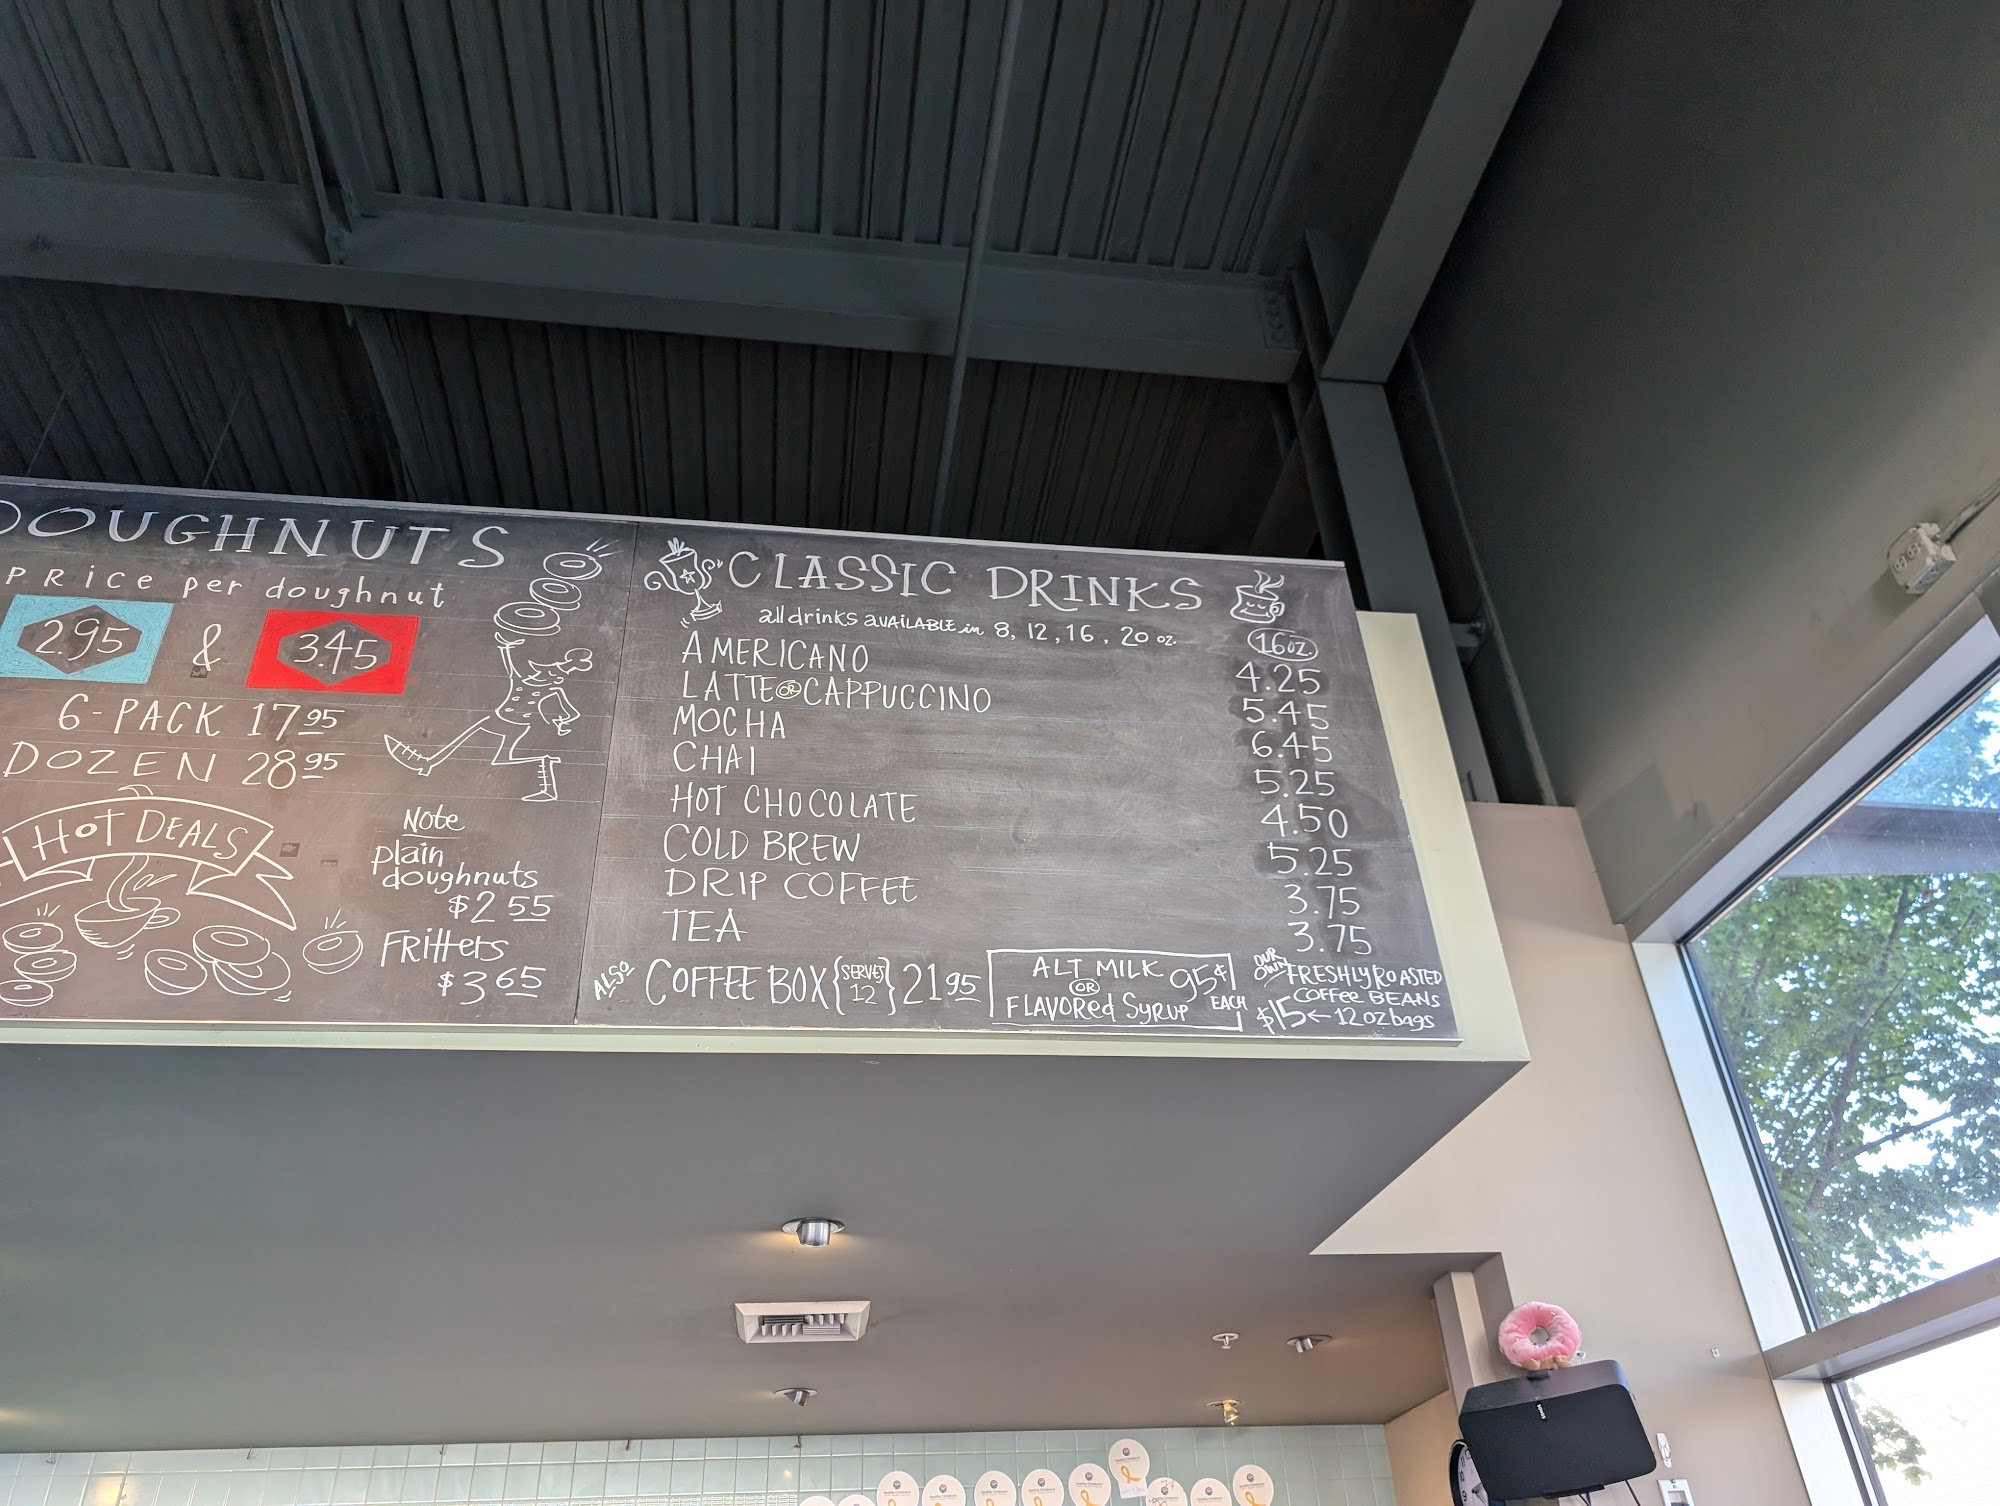 DOUGHNUTS
PRice per doughnut
2.95 & 3.45
6-PACK 17.95
DOZEN 28.95
HOT DEALS
Note
plain
doughnuts
$2.55
FRitters
$3.65
CLASSIC DRINKS
all drinks avAILABLE in 8, 12, 16, 20 oz.
16oz.
AMERICANO 4.25
LATTE OR CAPPUCCINO 5.45
MOCHA 6.45
CHAI 5.25
HOT CHOCOLATE 4.50
COLD BREW 5.25
DRIP COFFEE 3.75
TEA 3.75
ALSO COFFEE BOX {SERVES 12} 21.95
ALT MILK
OR
FLAVORed SyRUP
95¢
EACH
OUR OWN FRESHLY ROASTED
COFFee BEANS
$15 ← 12 oz bags
SONOS